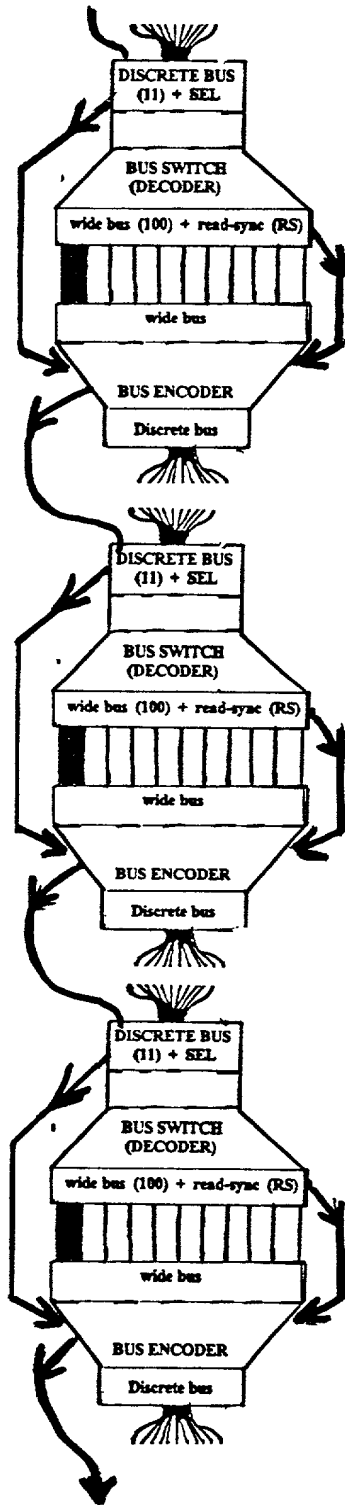 DISCRETE BUS
(11) + SEL
BUS SWITCH
(DECODER)
wide bus (100) + read-sync (RS)
wide bus
BUS ENCODER
Discrete bus
DISCRETE BUS
(11) + SEL
BUS SWITCH
(DECODER)
wide bus (100) + read-sync (RS)
wide bus
BUS ENCODER
Discrete bus
DISCRETE BUS
(11) + SEL
BUS SWITCH
(DECODER)
wide bus (100) + read-sync (RS)
wide bus
BUS ENCODER
Discrete bus